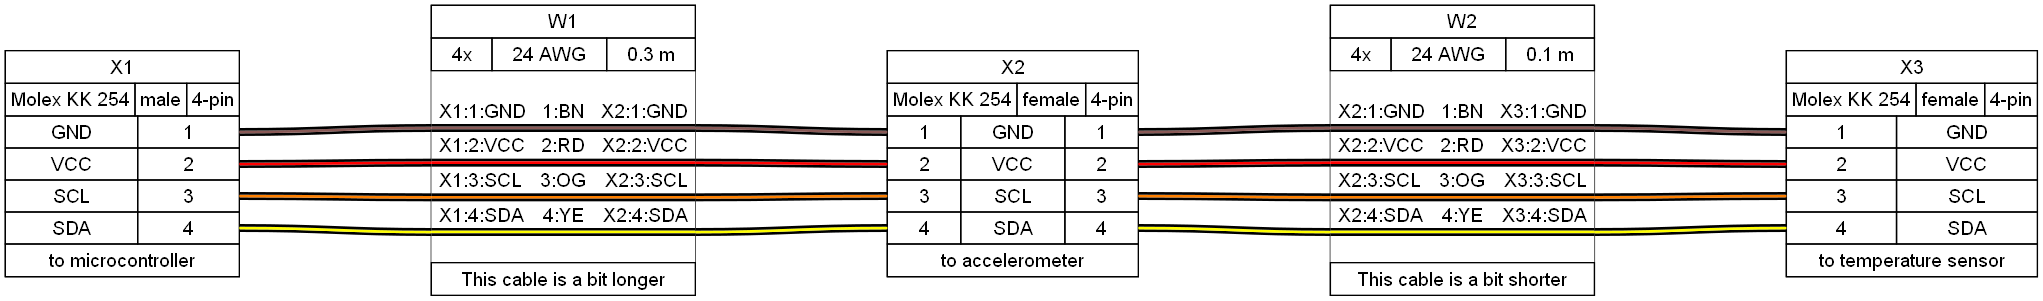 X1
Molex KK 254 male 4-pin
GND 1
VCC 2
SCL 3
SDA 4
to microcontroller
W1
4x 24 AWG 0.3 m
X1:1:GND 1:BN X2:1:GND
X1:2:VCC 2:RD X2:2:VCC
X1:3:SCL 3:OG X2:3:SCL
X1:4:SDA 4:YE X2:4:SDA
This cable is a bit longer
X2
Molex KK 254 female 4-pin
1 GND 1
2 VCC 2
3 SCL 3
4 SDA 4
to accelerometer
W2
4x 24 AWG 0.1 m
X2:1:GND 1:BN X3:1:GND
X2:2:VCC 2:RD X3:2:VCC
X2:3:SCL 3:OG X3:3:SCL
X2:4:SDA 4:YE X3:4:SDA
This cable is a bit shorter
X3
Molex KK 254 female 4-pin
1 GND
2 VCC
3 SCL
4 SDA
to temperature sensor